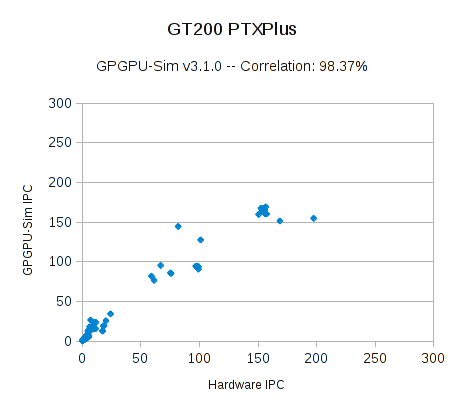 GT200 PTXPlus
GPGPU-Sim v3.1.0 -- Correlation: 98.37%
300
250
200
150
100
50
0
GPGPU-Sim IPC
0 50 100 150 200 250 300
Hardware IPC